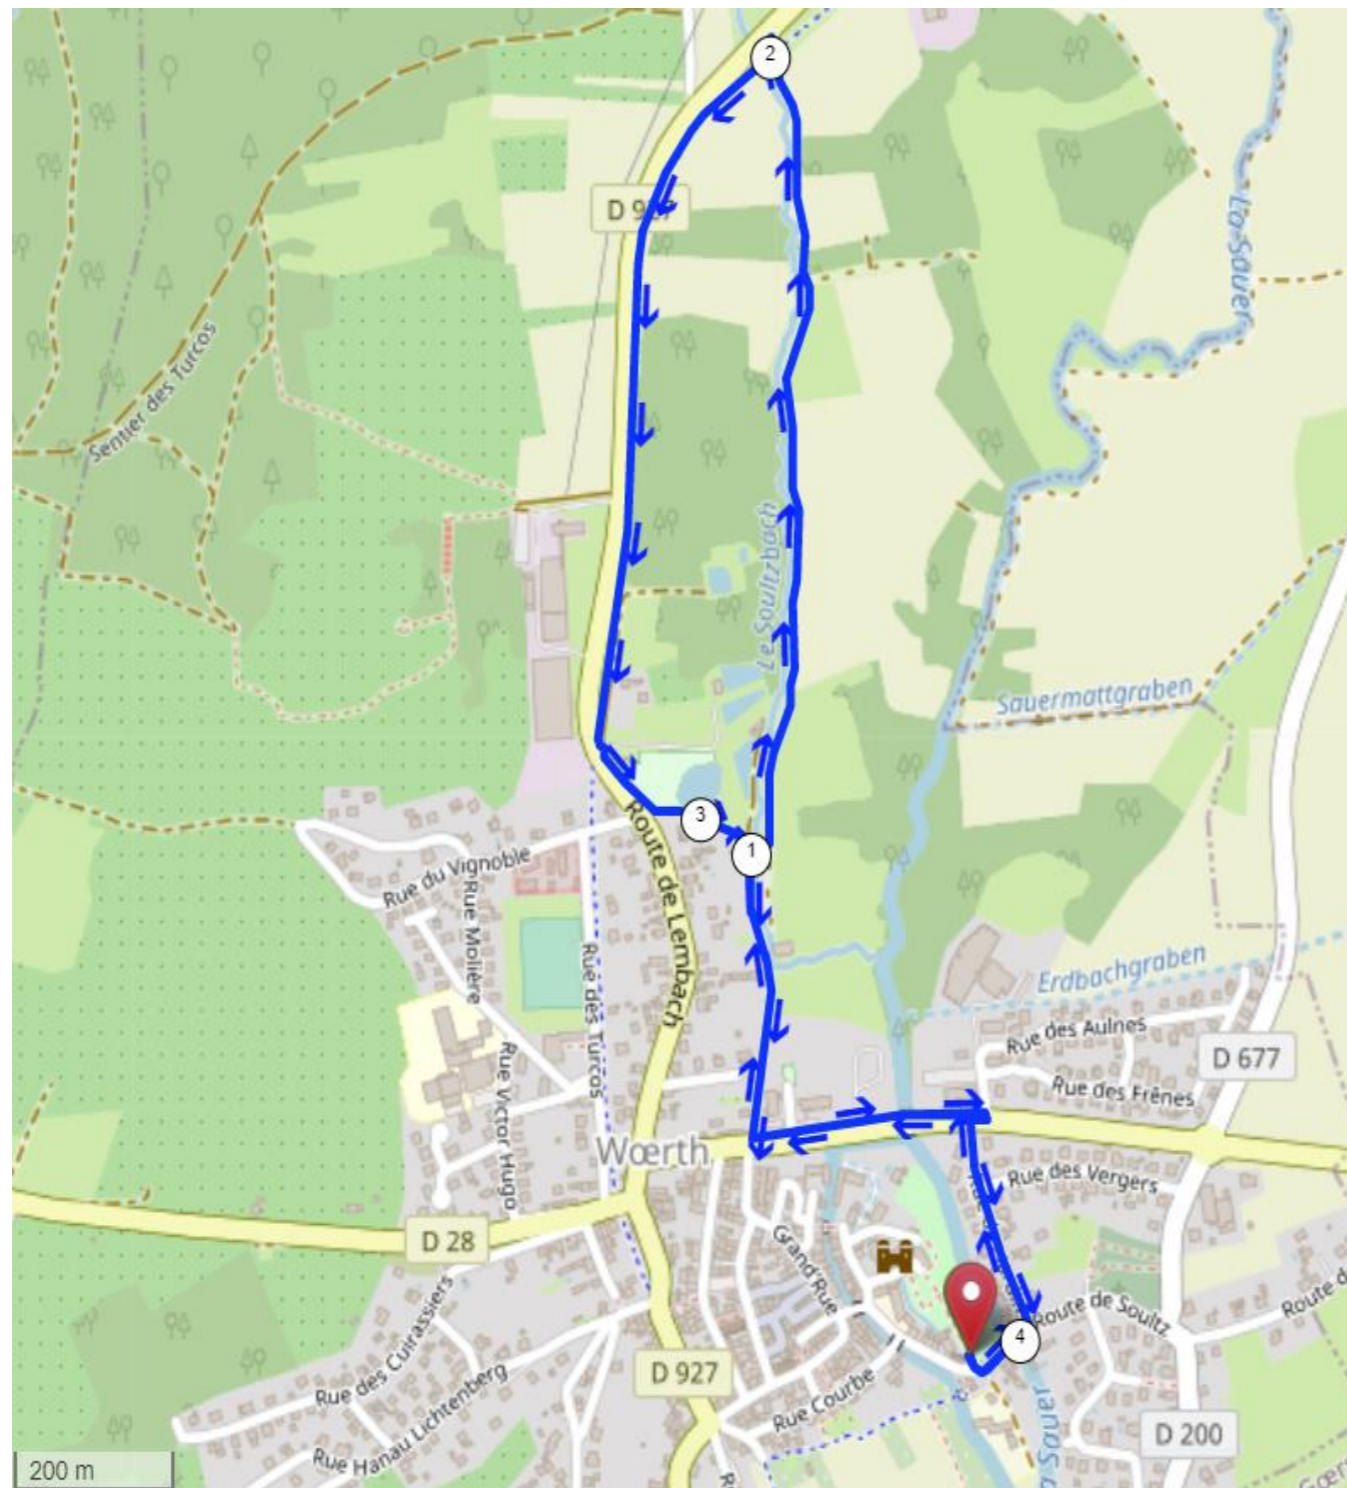 2
D 9
La Sauer
Sentier des Turcos
Le Soultzbach
Sauermattgraben
3
1
Route de Lembach
Rue du Vignoble
Rue Molière
Rue des Turcos
Rue Victor Hugo
Erdbachgraben
Rue des Aulnes
Rue des Frênes
D 677
Wœrth
Rue des Vergers
D 28
Grand'Rue
Route de Soultz
4
Rue des Cuirassiers
D 927
Rue Courbe
Rue Hanau Lichtenberg
D 200
Sauer
200 m